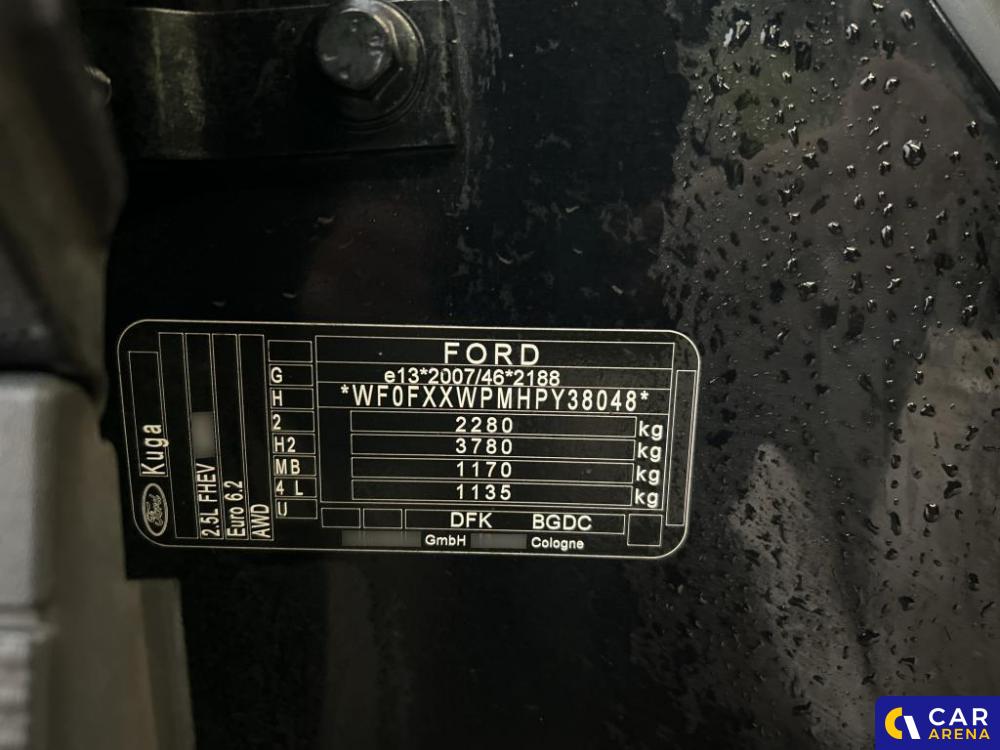 FORD
e13*2007/46*2188
*WF0FXXWPMHPY38048*
2280 kg
3780 kg
1170 kg
1135 kg
DFK BGDC
GmbH Cologne
G
H
2
H2
MB
4 L
U
Ford Kuga
2.5L FHEV
Euro 6.2
AWD
CAR
ARENA